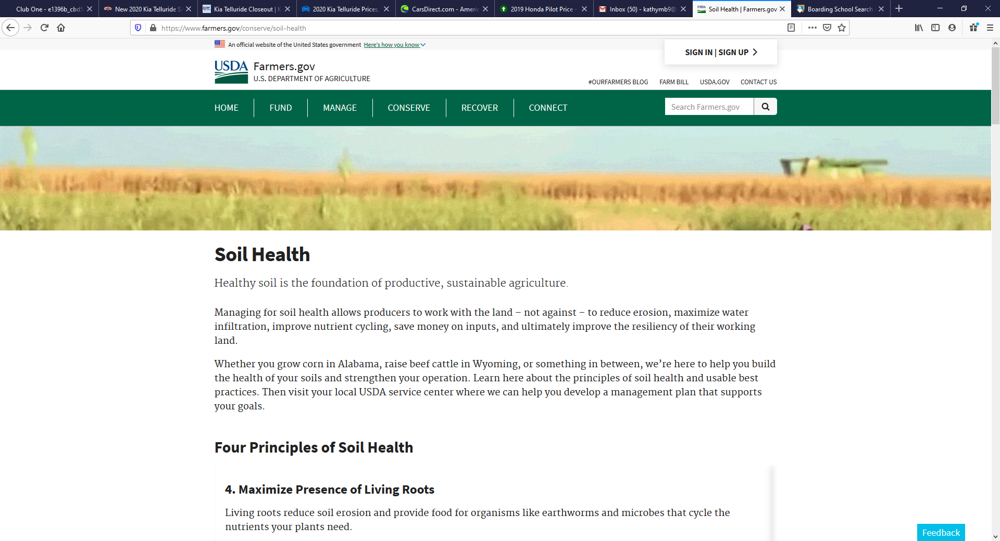 Club One - e1396b_cbd5
New 2020 Kia Telluride S
Kia Telluride Closeout | K
2020 Kia Telluride Prices,
CarsDirect.com - Americ
2019 Honda Pilot Price -
Inbox (50) - kathymb9@
Soil Health | Farmers.gov
Boarding School Search
https://www.farmers.gov/conserve/soil-health
An official website of the United States government Here's how you know
SIGN IN | SIGN UP
USDA Farmers.gov
U.S. DEPARTMENT OF AGRICULTURE
#OURFARMERS BLOG FARM BILL USDA.GOV CONTACT US
HOME FUND MANAGE CONSERVE RECOVER CONNECT
Search Farmers.gov
Soil Health
Healthy soil is the foundation of productive, sustainable agriculture.
Managing for soil health allows producers to work with the land – not against – to reduce erosion, maximize water
infiltration, improve nutrient cycling, save money on inputs, and ultimately improve the resiliency of their working
land.
Whether you grow corn in Alabama, raise beef cattle in Wyoming, or something in between, we’re here to help you build
the health of your soils and strengthen your operation. Learn here about the principles of soil health and usable best
practices. Then visit your local USDA service center where we can help you develop a management plan that supports
your goals.
Four Principles of Soil Health
4. Maximize Presence of Living Roots
Living roots reduce soil erosion and provide food for organisms like earthworms and microbes that cycle the
nutrients your plants need.
Feedback